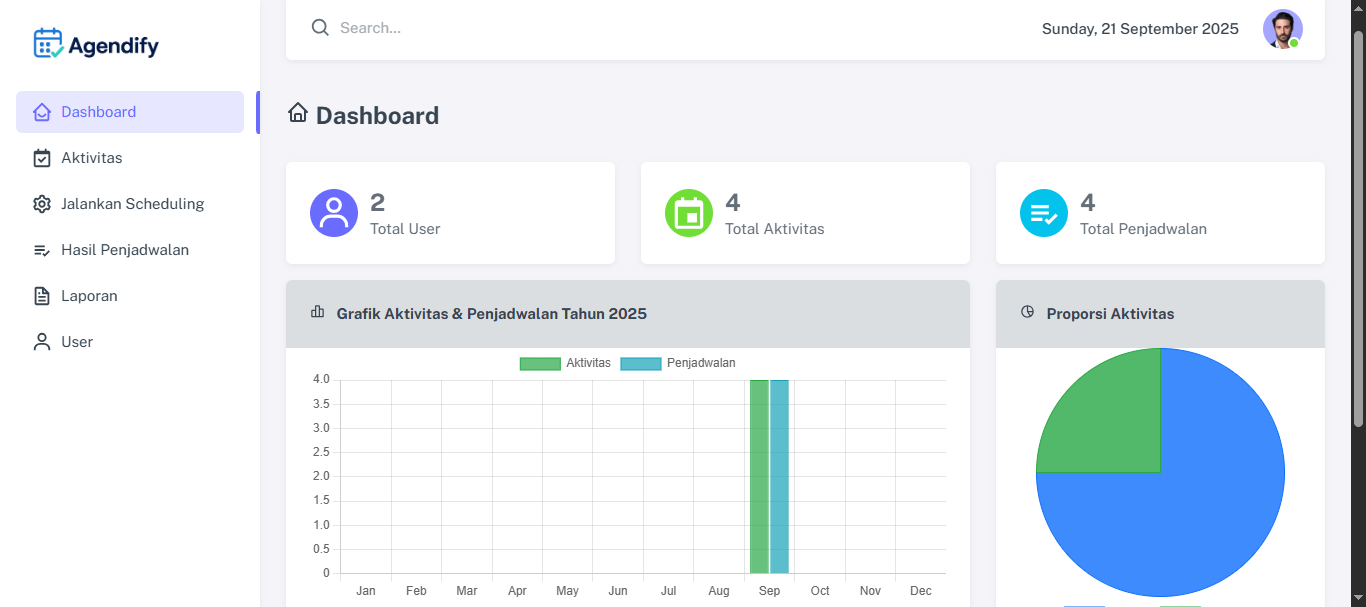 Agendify
Search...
Sunday, 21 September 2025
Dashboard
Aktivitas
Jalankan Scheduling
Hasil Penjadwalan
Laporan
User
Dashboard
2
Total User
4
Total Aktivitas
4
Total Penjadwalan
Grafik Aktivitas & Penjadwalan Tahun 2025
Aktivitas Penjadwalan
4.0
3.5
3.0
2.5
2.0
1.5
1.0
0.5
0
Jan Feb Mar Apr May Jun Jul Aug Sep Oct Nov Dec
Proporsi Aktivitas